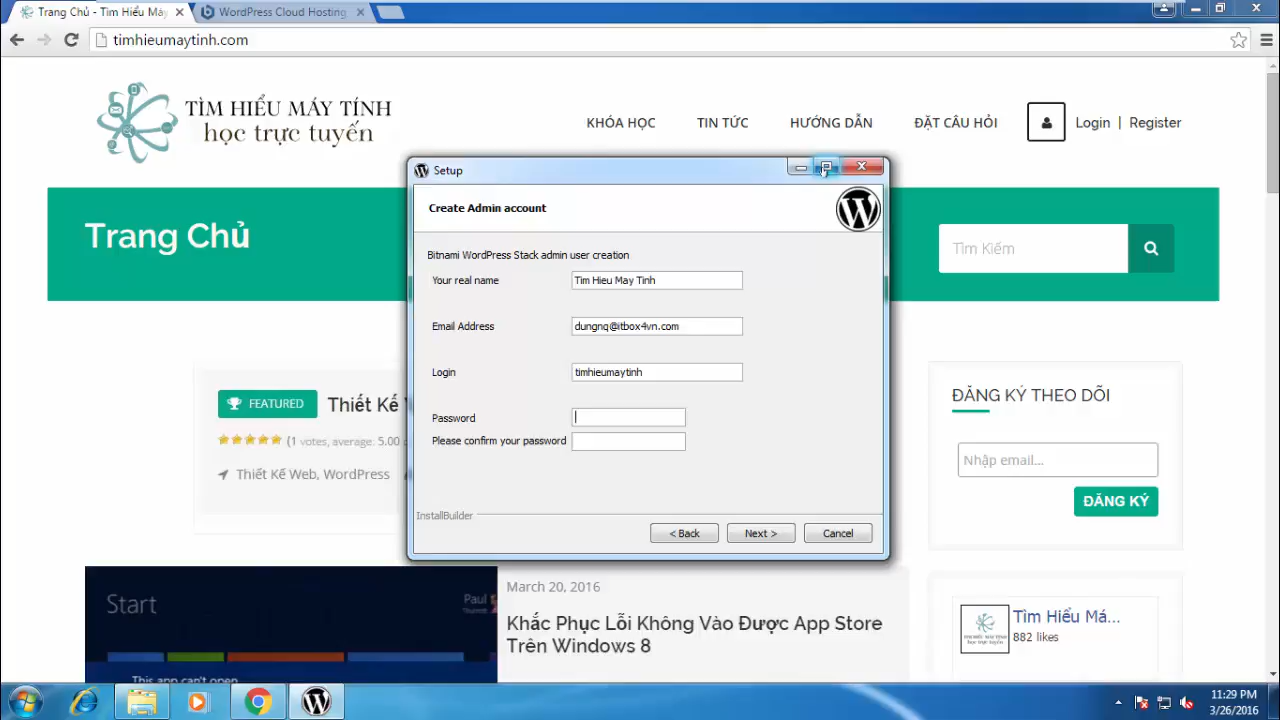 Trang Chủ - Tìm Hiểu Má
WordPress Cloud Hosting
timhieumaytinh.com
TÌM HIỂU MÁY TÍNH
học trực tuyến
KHÓA HỌC
TIN TỨC
HƯỚNG DẪN
ĐẶT CÂU HỎI
Login | Register
Trang Chủ
Tìm Kiếm
Setup
Create Admin account
Bitnami WordPress Stack admin user creation
Your real name
Tim Hieu May Tinh
Email Address
dungnq@itbox4vn.com
Login
timhieumaytinh
Password
Please confirm your password
InstallBuilder
< Back
Next >
Cancel
FEATURED
Thiết Kế
(1 votes, average: 5.00
Thiết Kế Web, WordPress
ĐĂNG KÝ THEO DÕI
Nhập email...
ĐĂNG KÝ
Start
Paul
This app can't open
March 20, 2016
Khắc Phục Lỗi Không Vào Được App Store
Trên Windows 8
Tìm Hiểu Má...
882 likes
11:29 PM
3/26/2016